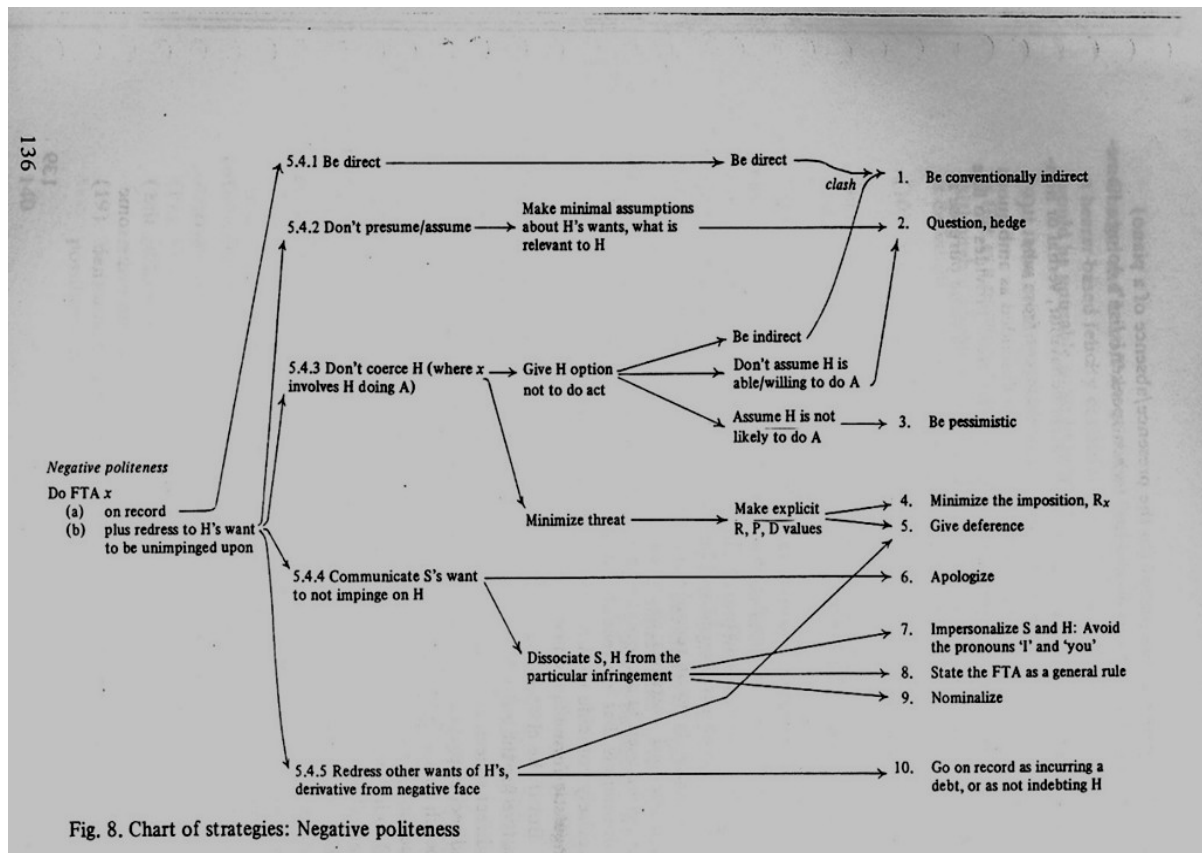 136
5.4.1 Be direct
Be direct
clash
1. Be conventionally indirect
5.4.2 Don't presume/assume
Make minimal assumptions
about H's wants, what is
relevant to H
2. Question, hedge
5.4.3 Don't coerce H (where x
involves H doing A)
Give H option
not to do act
Be indirect
Don't assume H is
able/willing to do A
Assume H is not
likely to do A
3. Be pessimistic
Negative politeness
Do FTA x
(a) on record
(b) plus redress to H's want
to be unimpinged upon
Minimize threat
Make explicit
R, P, D values
4. Minimize the imposition, Rx
5. Give deference
5.4.4 Communicate S's want
to not impinge on H
6. Apologize
Dissociate S, H from the
particular infringement
7. Impersonalize S and H: Avoid
the pronouns 'I' and 'you'
8. State the FTA as a general rule
9. Nominalize
5.4.5 Redress other wants of H's,
derivative from negative face
10. Go on record as incurring a
debt, or as not indebting H
Fig. 8. Chart of strategies: Negative politeness